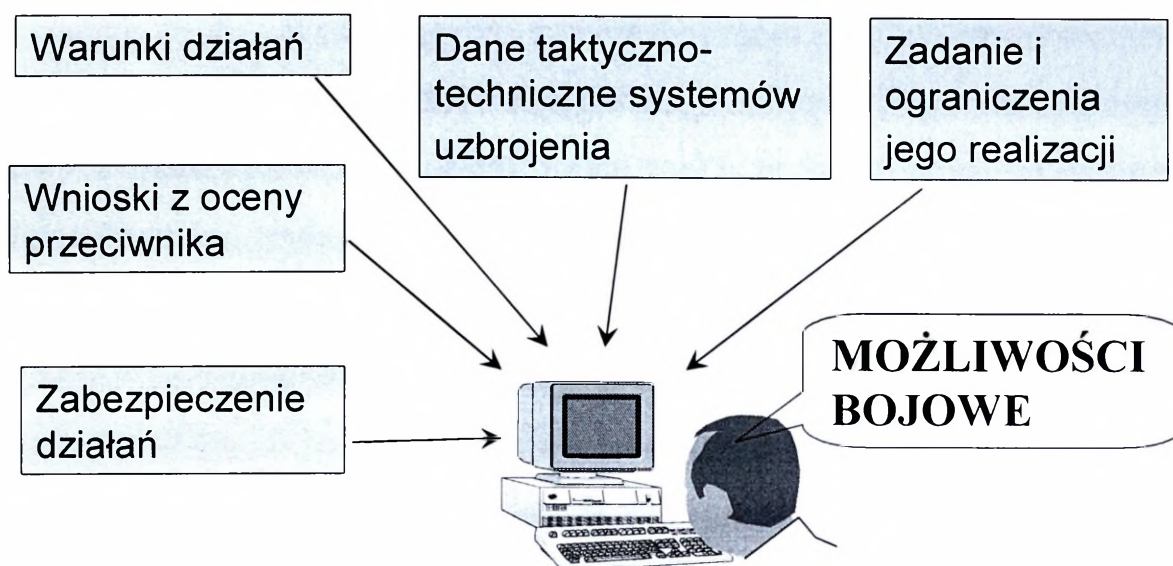 Warunki działań
Dane taktyczno-
techniczne systemów
uzbrojenia
Zadanie i
ograniczenia
jego realizacji
Wnioski z oceny
przeciwnika
Zabezpieczenie
działań
MOŻLIWOŚCI
BOJOWE